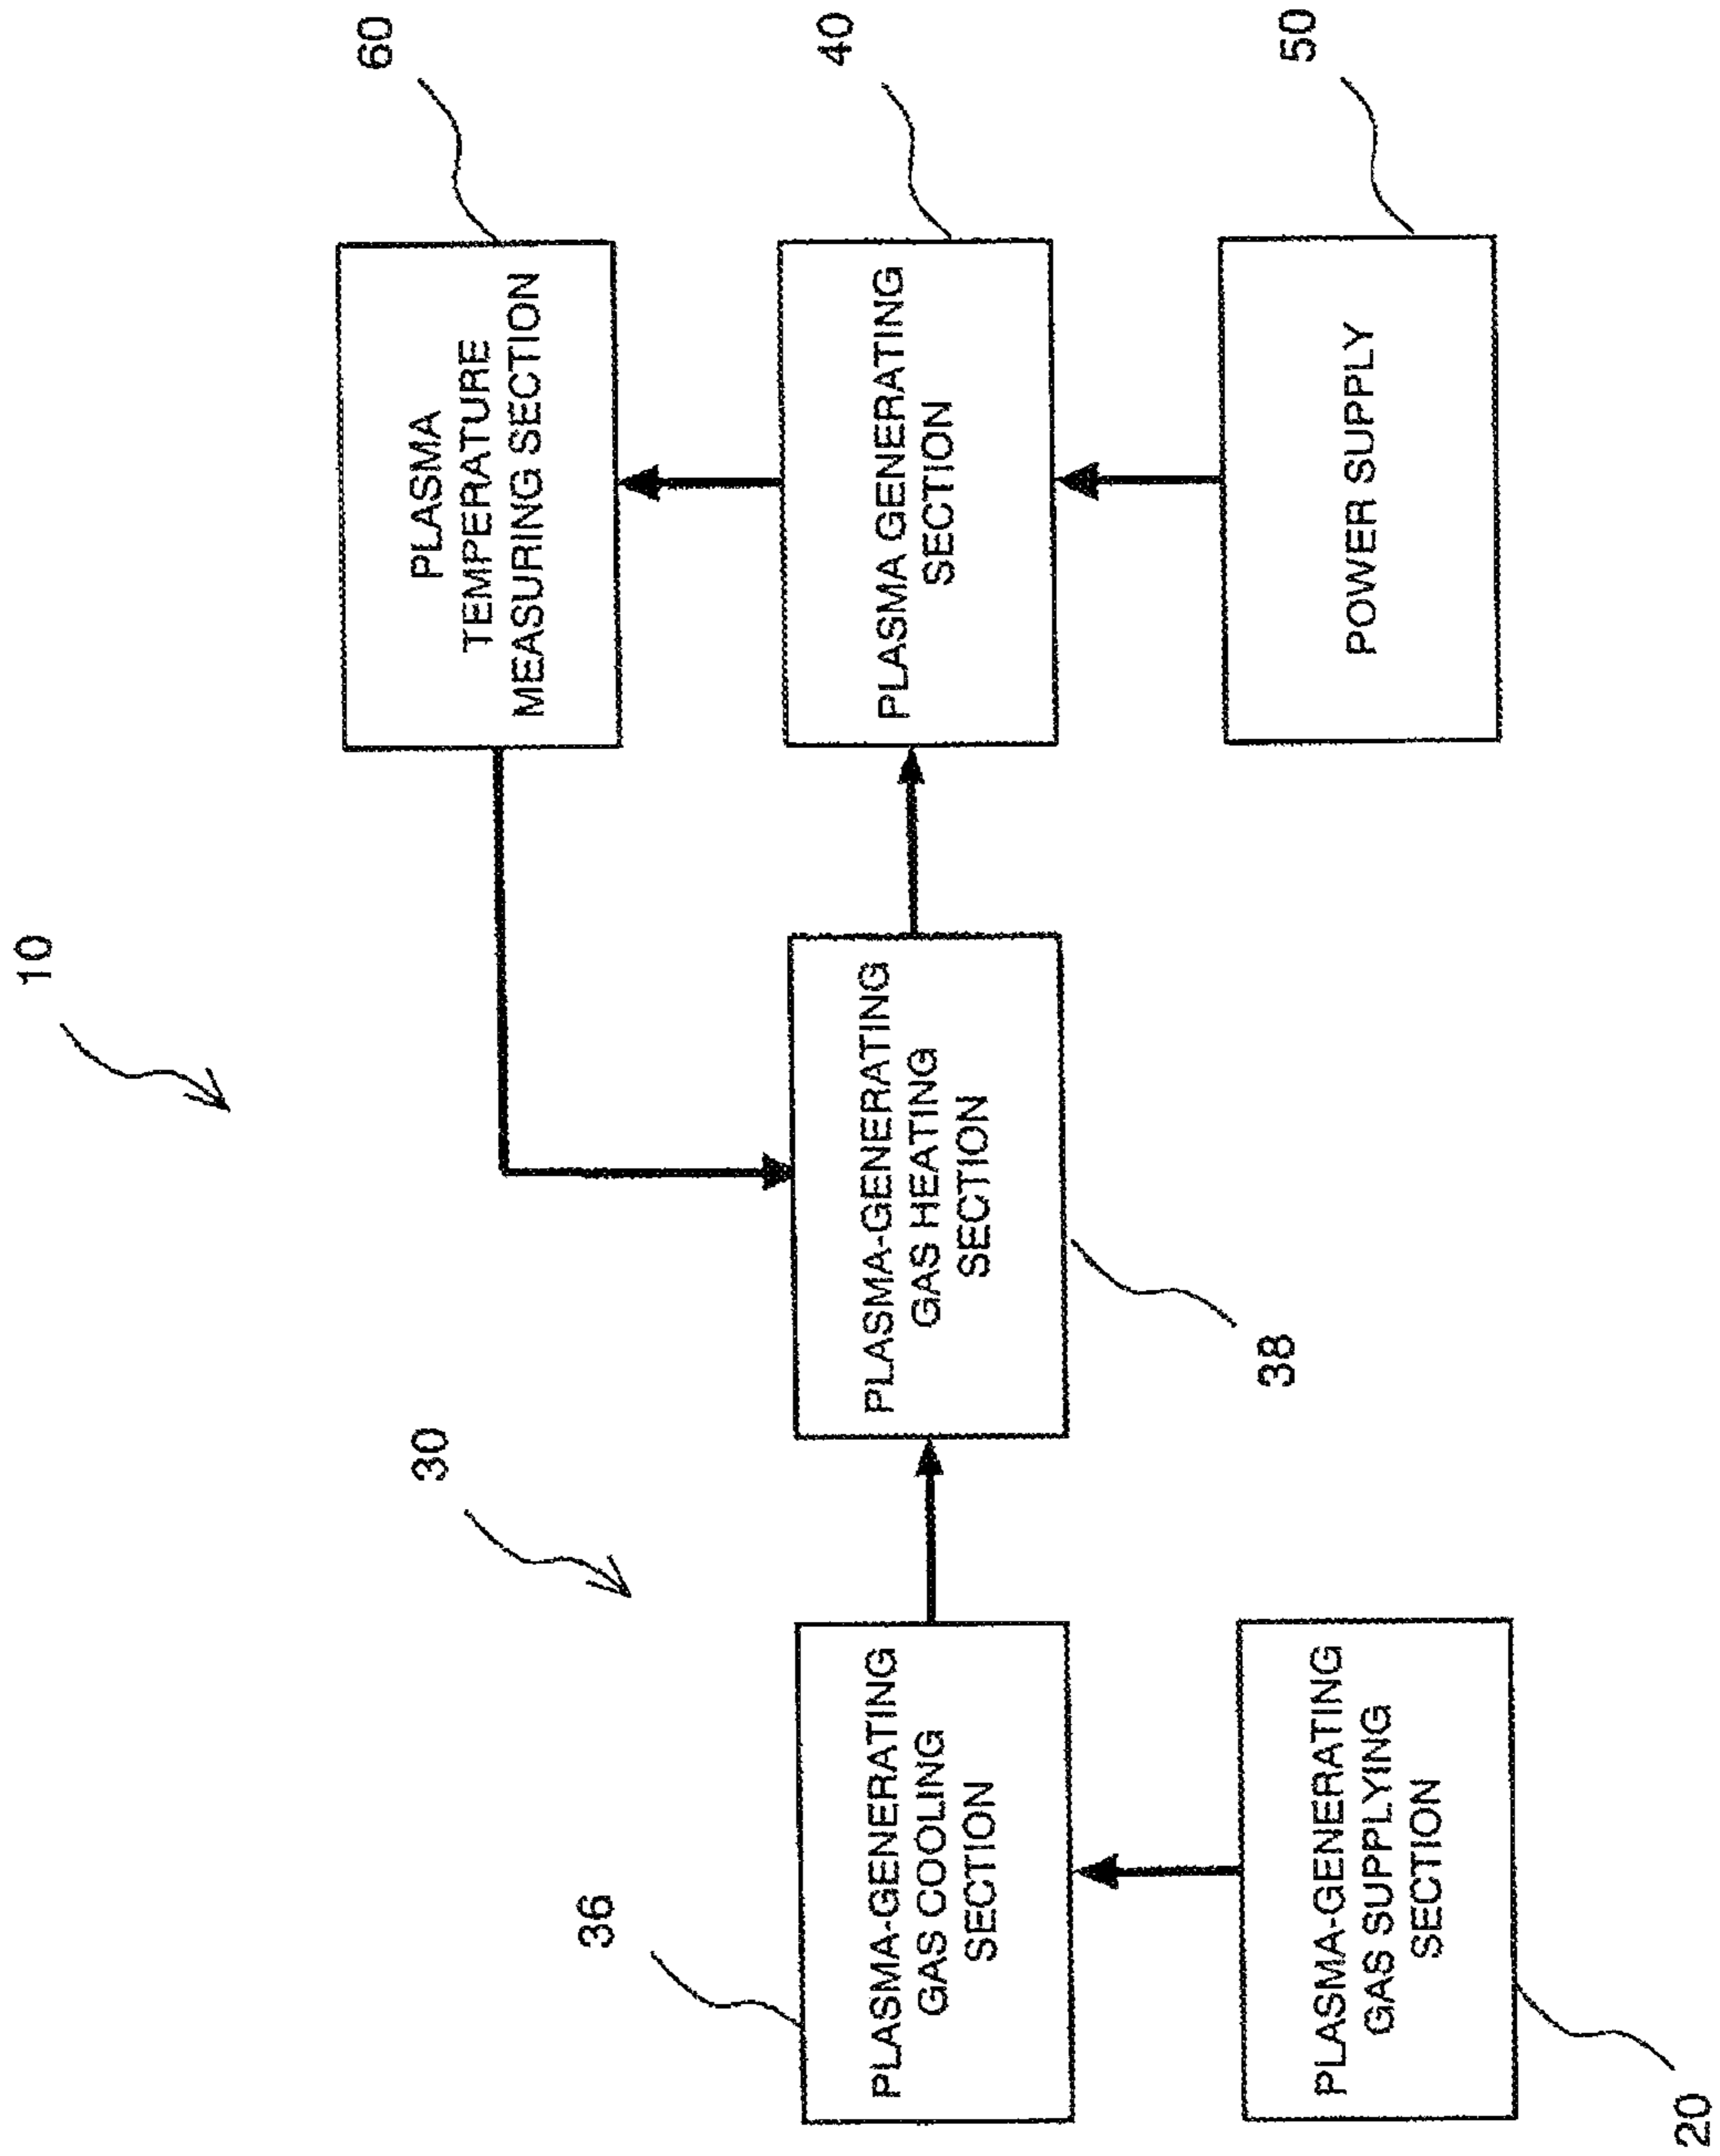 10
60
30
PLASMA
TEMPERATURE
MEASURING SECTION
36
40
PLASMA-GENERATING
GAS COOLING
SECTION
PLASMA-GENERATING
GAS HEATING
SECTION
PLASMA GENERATING
SECTION
38
50
PLASMA-GENERATING
GAS SUPPLYING
SECTION
POWER SUPPLY
20